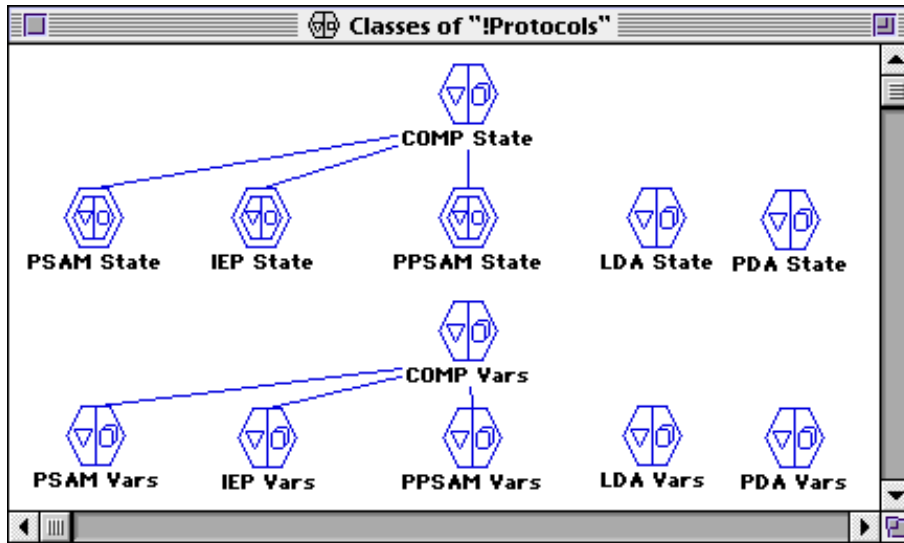 Classes of "!Protocols"
COMP State
PSAM State
IEP State
PPSAM State
LDA State
PDA State
COMP Vars
PSAM Vars
IEP Vars
PPSAM Vars
LDA Vars
PDA Vars